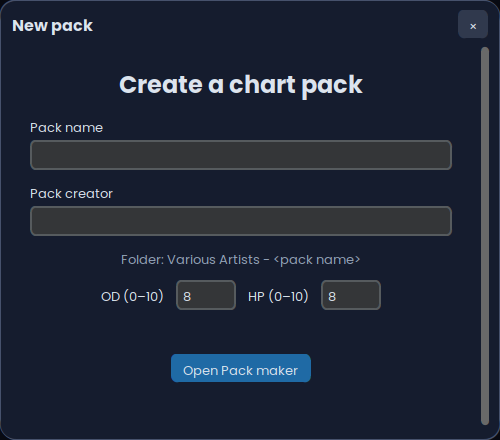 New pack
×
Create a chart pack
Pack name
Pack creator
Folder: Various Artists - <pack name>
OD (0–10) 8 HP (0–10) 8
Open Pack maker